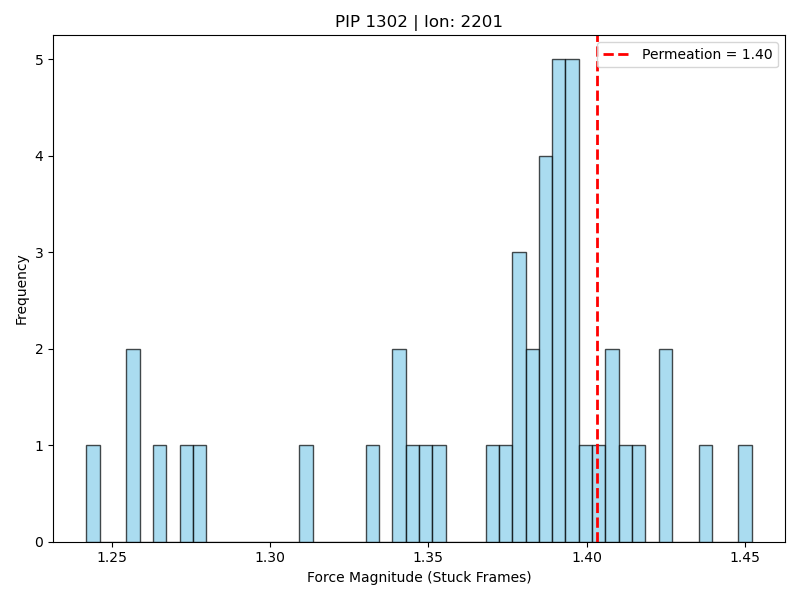 PIP 1302 | Ion: 2201
Permeation = 1.40
5
4
3
2
1
0
Frequency
1.25 1.30 1.35 1.40 1.45
Force Magnitude (Stuck Frames)